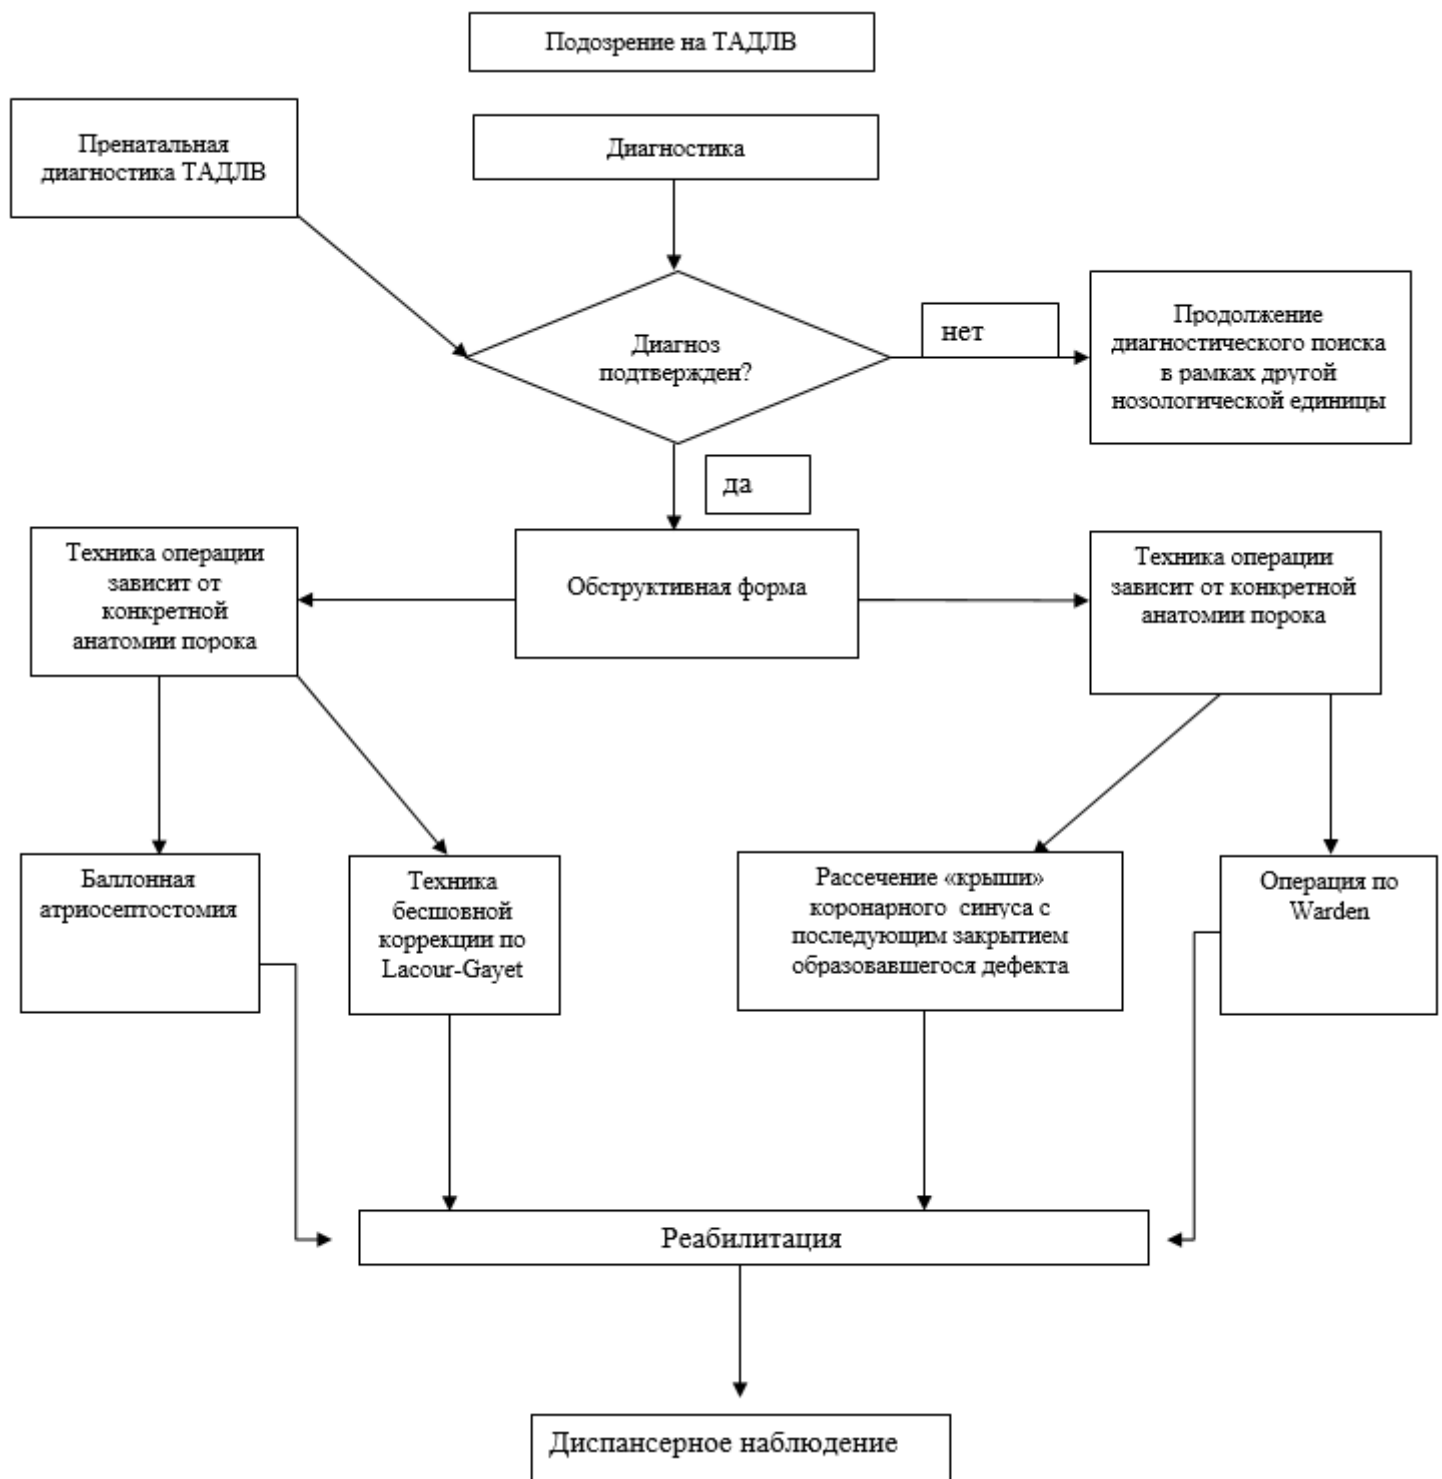 Подозрение на ТАДЛВ
Пренатальная
диагностика ТАДЛВ
Диагностика
Диагноз
подтвержден?
нет
Продолжение
диагностического поиска
в рамках другой
нозологической единицы
да
Техника операции
зависит от
конкретной
анатомии порока
Обструктивная форма
Техника операции
зависит от конкретной
анатомии порока
Баллонная
атриосептостомия
Техника
бесшовной
коррекции по
Lacour-Gayet
Рассечение «крыши»
коронарного синуса с
последующим закрытием
образовавшегося дефекта
Операция по
Warden
Реабилитация
Диспансерное наблюдение